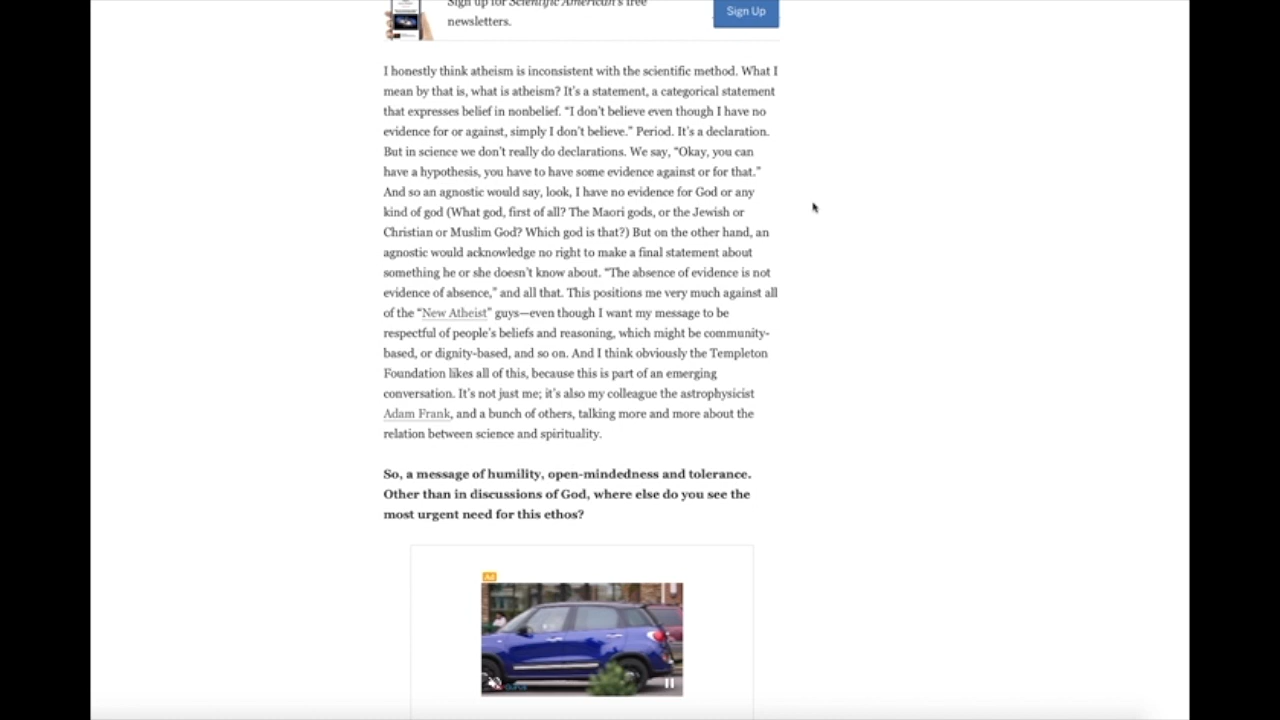 Sign up for Scientific American's free
newsletters.
Sign Up
I honestly think atheism is inconsistent with the scientific method. What I
mean by that is, what is atheism? It's a statement, a categorical statement
that expresses belief in nonbelief. “I don't believe even though I have no
evidence for or against, simply I don't believe.” Period. It's a declaration.
But in science we don't really do declarations. We say, “Okay, you can
have a hypothesis, you have to have some evidence against or for that.”
And so an agnostic would say, look, I have no evidence for God or any
kind of god (What god, first of all? The Maori gods, or the Jewish or
Christian or Muslim God? Which god is that?) But on the other hand, an
agnostic would acknowledge no right to make a final statement about
something he or she doesn't know about. “The absence of evidence is not
evidence of absence,” and all that. This positions me very much against all
of the “New Atheist” guys—even though I want my message to be
respectful of people's beliefs and reasoning, which might be community-
based, or dignity-based, and so on. And I think obviously the Templeton
Foundation likes all of this, because this is part of an emerging
conversation. It's not just me; it's also my colleague the astrophysicist
Adam Frank, and a bunch of others, talking more and more about the
relation between science and spirituality.
So, a message of humility, open-mindedness and tolerance.
Other than in discussions of God, where else do you see the
most urgent need for this ethos?
Ad